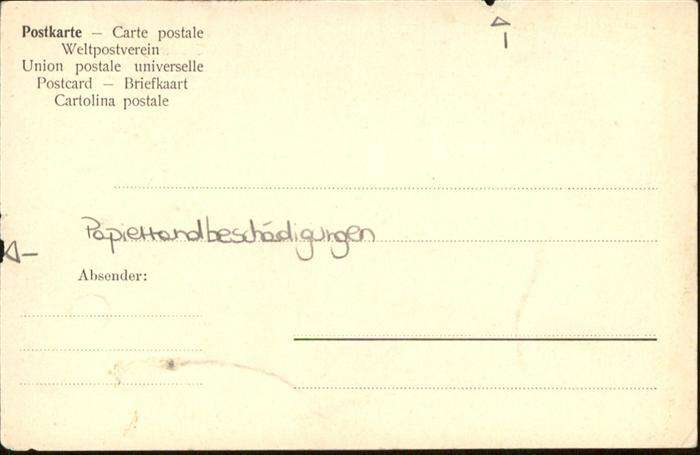 Postkarte – Carte postale
Weltpostverein
Union postale universelle
Postcard – Briefkaart
Cartolina postale
Papierrandbeschädigungen
Absender: